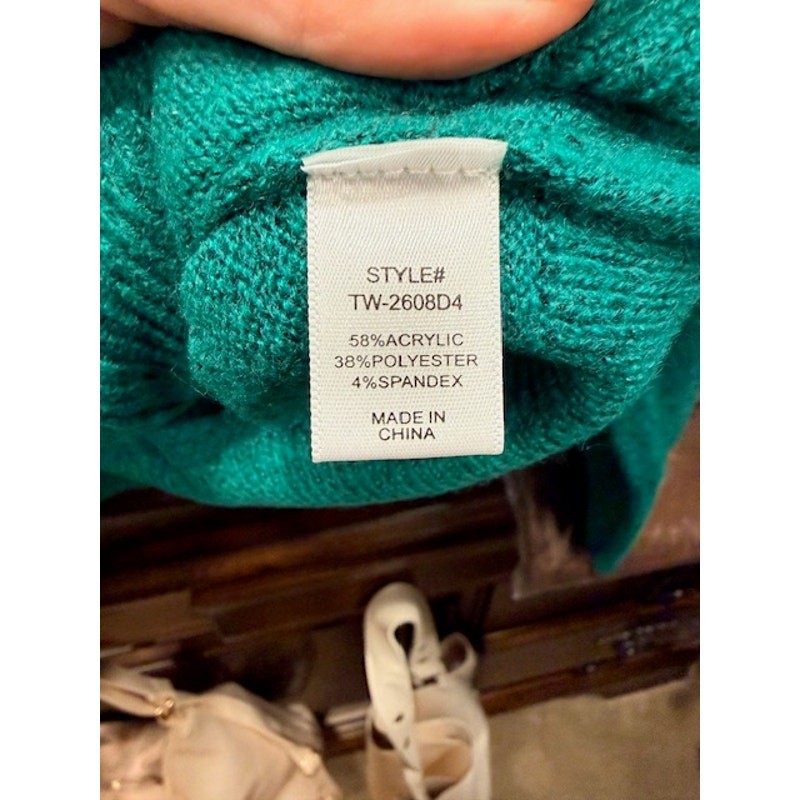 STYLE#
TW-2608D4
58%ACRYLIC
38%POLYESTER
4%SPANDEX
MADE IN
CHINA